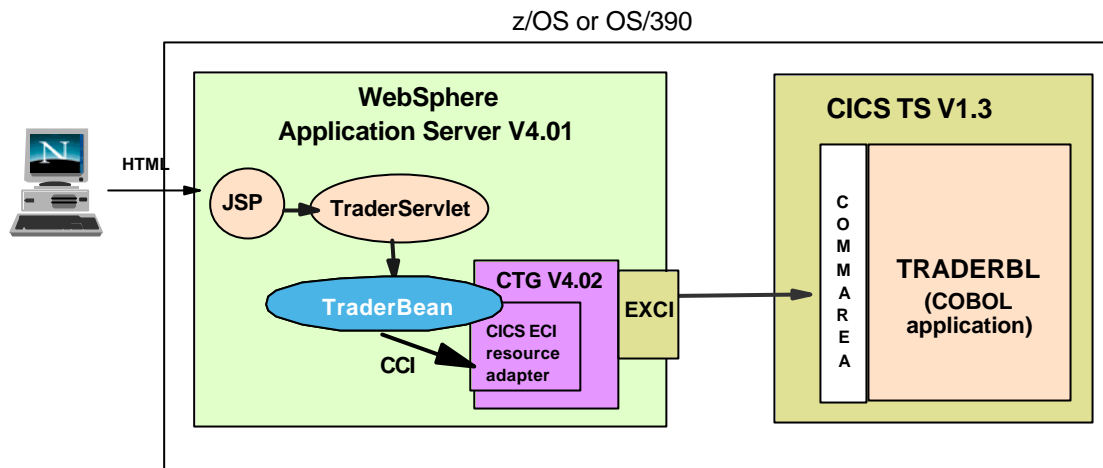 z/OS or OS/390
WebSphere
Application Server V4.01
CICS TS V1.3
N
HTML
JSP
TraderServlet
TraderBean
CCI
CTG V4.02
CICS ECI
resource
adapter
EXCI
C
O
M
M
A
R
E
A
TRADERBL
(COBOL
application)